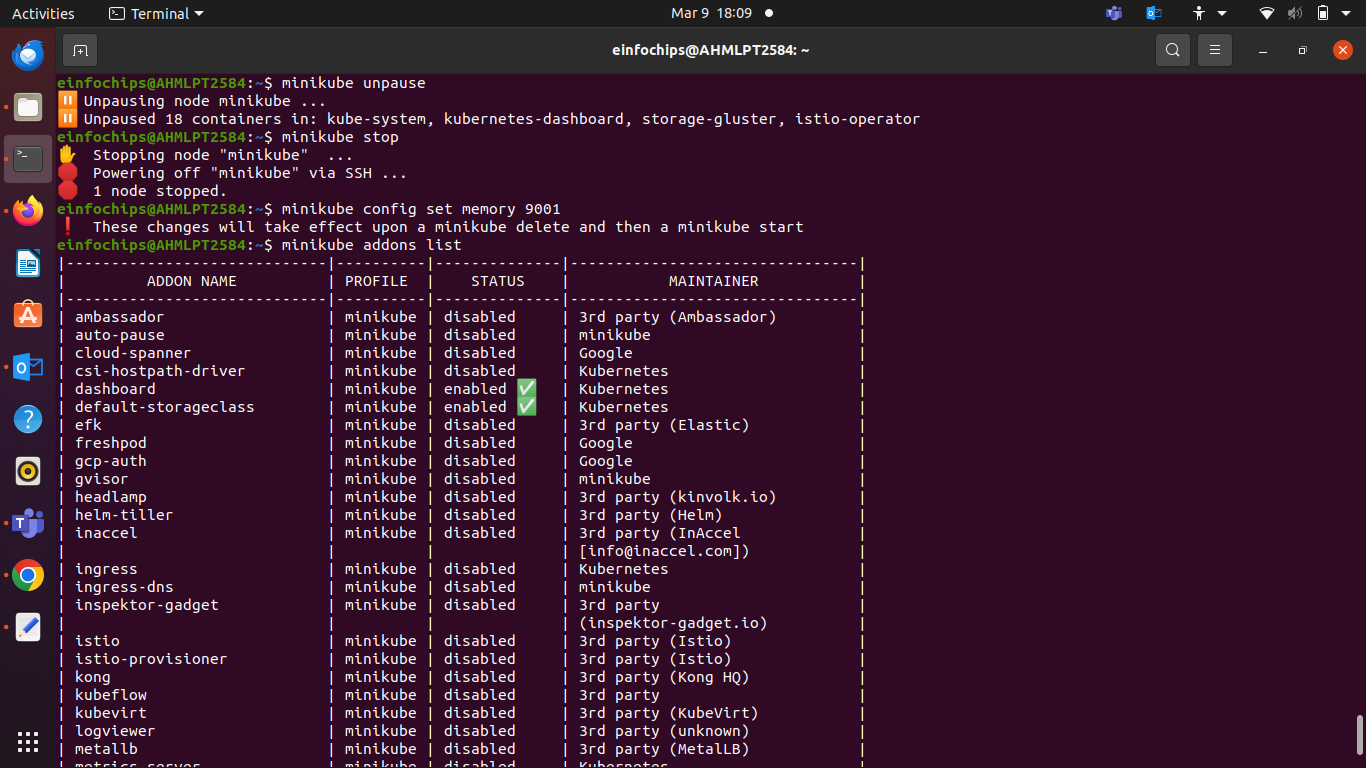 Activities
Terminal
Mar 9 18:09
einfochips@AHMLPT2584: ~
einfochips@AHMLPT2584:~$ minikube unpause
Unpausing node minikube ...
Unpaused 18 containers in: kube-system, kubernetes-dashboard, storage-gluster, istio-operator
einfochips@AHMLPT2584:~$ minikube stop
Stopping node "minikube"  ...
Powering off "minikube" via SSH ...
1 node stopped.
einfochips@AHMLPT2584:~$ minikube config set memory 9001
❗  These changes will take effect upon a minikube delete and then a minikube start
einfochips@AHMLPT2584:~$ minikube addons list
|-----------------------------|----------|--------------|--------------------------------|
|         ADDON NAME          | PROFILE  |    STATUS    |           MAINTAINER           |
|-----------------------------|----------|--------------|--------------------------------|
| ambassador                  | minikube | disabled     | 3rd party (Ambassador)         |
| auto-pause                  | minikube | disabled     | minikube                       |
| cloud-spanner               | minikube | disabled     | Google                         |
| csi-hostpath-driver         | minikube | disabled     | Kubernetes                     |
| dashboard                   | minikube | enabled ✅   | Kubernetes                     |
| default-storageclass        | minikube | enabled ✅   | Kubernetes                     |
| efk                         | minikube | disabled     | 3rd party (Elastic)            |
| freshpod                    | minikube | disabled     | Google                         |
| gcp-auth                    | minikube | disabled     | Google                         |
| gvisor                      | minikube | disabled     | minikube                       |
| headlamp                    | minikube | disabled     | 3rd party (kinvolk.io)         |
| helm-tiller                 | minikube | disabled     | 3rd party (Helm)               |
| inaccel                     | minikube | disabled     | 3rd party (InAccel             |
|                             |          |              | [info@inaccel.com])            |
| ingress                     | minikube | disabled     | Kubernetes                     |
| ingress-dns                 | minikube | disabled     | minikube                       |
| inspektor-gadget            | minikube | disabled     | 3rd party                      |
|                             |          |              | (inspektor-gadget.io)          |
| istio                       | minikube | disabled     | 3rd party (Istio)              |
| istio-provisioner           | minikube | disabled     | 3rd party (Istio)              |
| kong                        | minikube | disabled     | 3rd party (Kong HQ)            |
| kubeflow                    | minikube | disabled     | 3rd party                      |
| kubevirt                    | minikube | disabled     | 3rd party (KubeVirt)           |
| logviewer                   | minikube | disabled     | 3rd party (unknown)            |
| metallb                     | minikube | disabled     | 3rd party (MetalLB)            |
| metrics-server              | minikube | disabled     | Kubernetes                     |